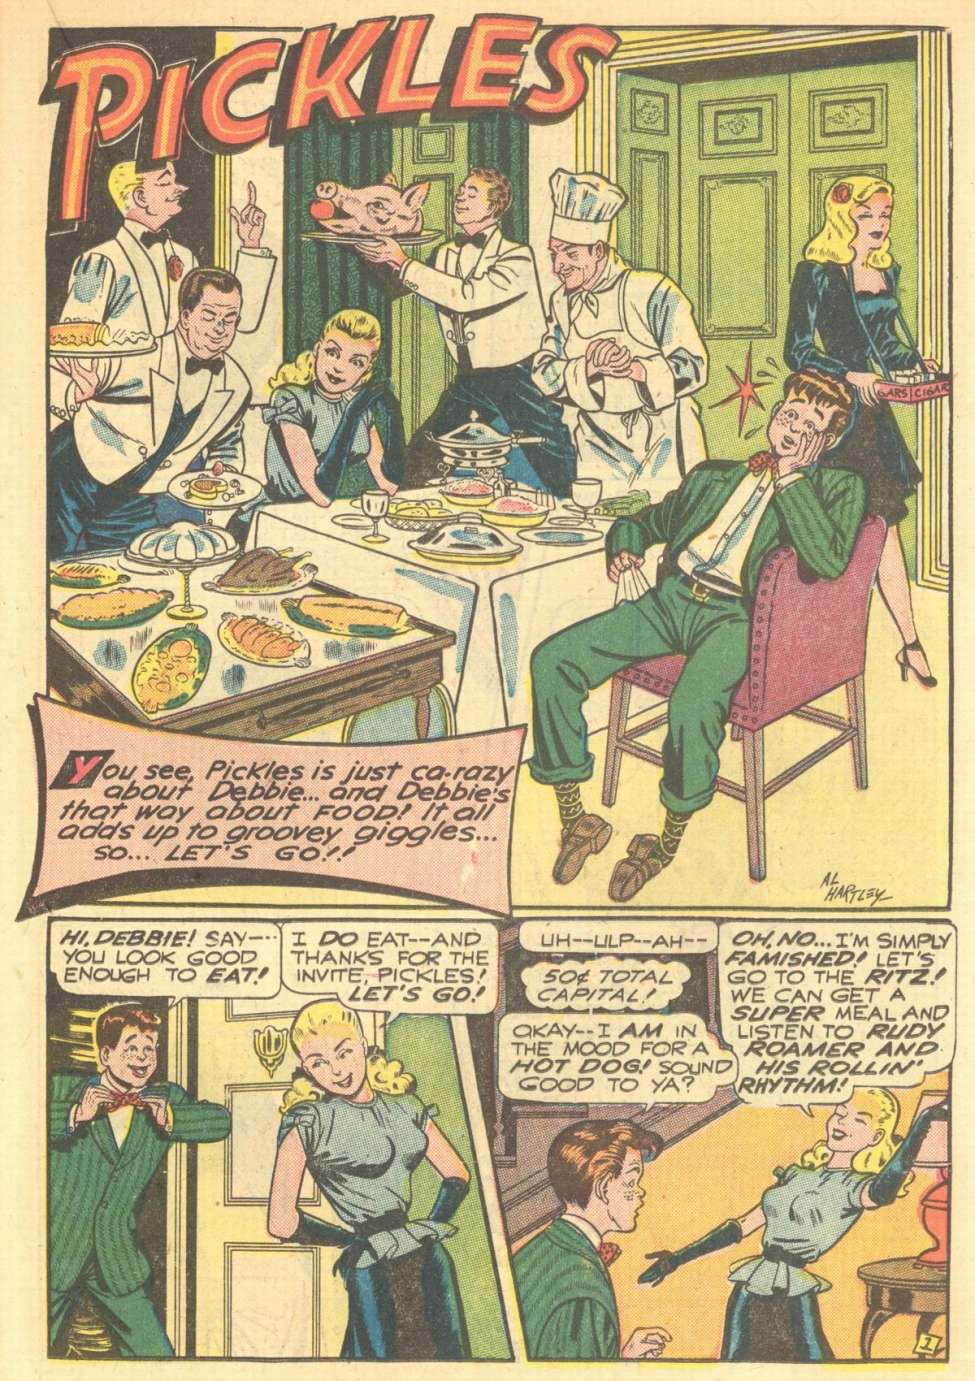 PICKLES
GARS CIGAR
You see, Pickles is just ca-razy
about Debbie... and Debbie's
that way about FOOD! It all
adds up to groovey giggles...
SO... LET'S GO!!
AL
HARTLEY
HI, DEBBIE! SAY--
YOU LOOK GOOD
ENOUGH TO EAT!
I DO EAT--AND
THANKS FOR THE
INVITE, PICKLES!
LET'S GO!
UH--ULP--AH--
50¢ TOTAL
CAPITAL!
OKAY--I AM IN
THE MOOD FOR A
HOT DOG! SOUND
GOOD TO YA?
OH, NO... I'M SIMPLY
FAMISHED! LET'S
GO TO THE RITZ!
WE CAN GET A
SUPER MEAL AND
LISTEN TO RUDY
ROAMER AND
HIS ROLLIN'
RHYTHM!
1